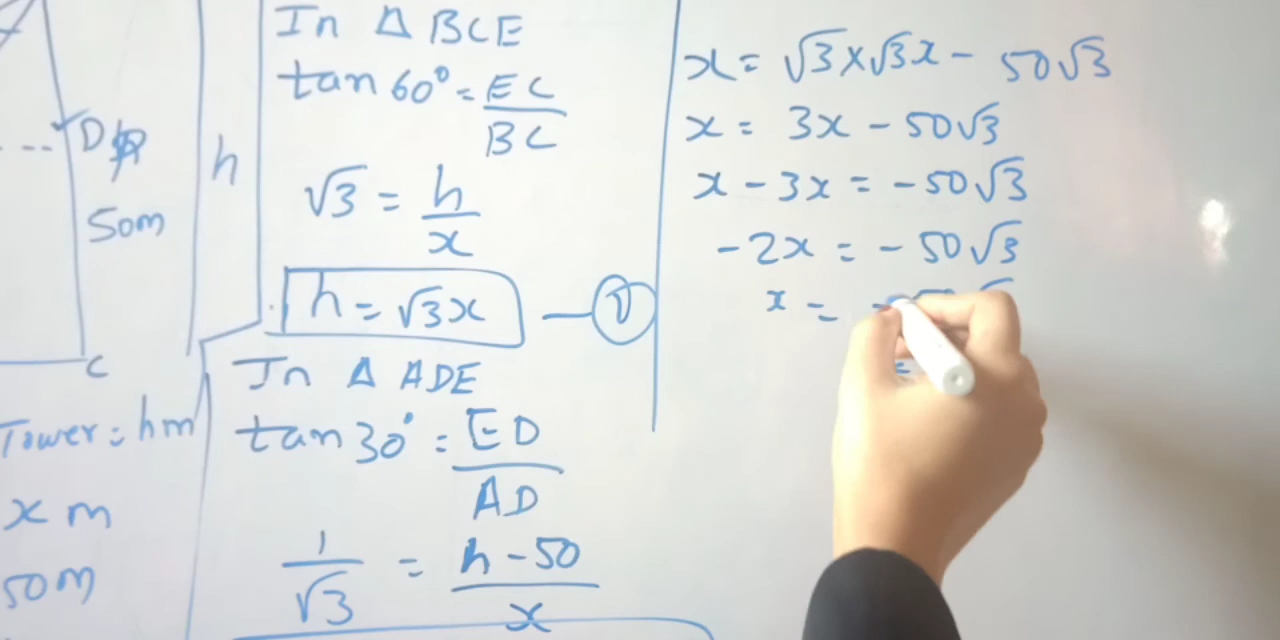 D
50m
C
Tower = hm
x m
50m
h
In Δ BCE
tan 60° = EC/BC
√3 = h/x
h = √3x —①
In Δ ADE
tan 30° = ED/AD
1/√3 = h - 50/x
x = √3 × √3x - 50√3
x = 3x - 50√3
x - 3x = -50√3
-2x = -50√3
x =